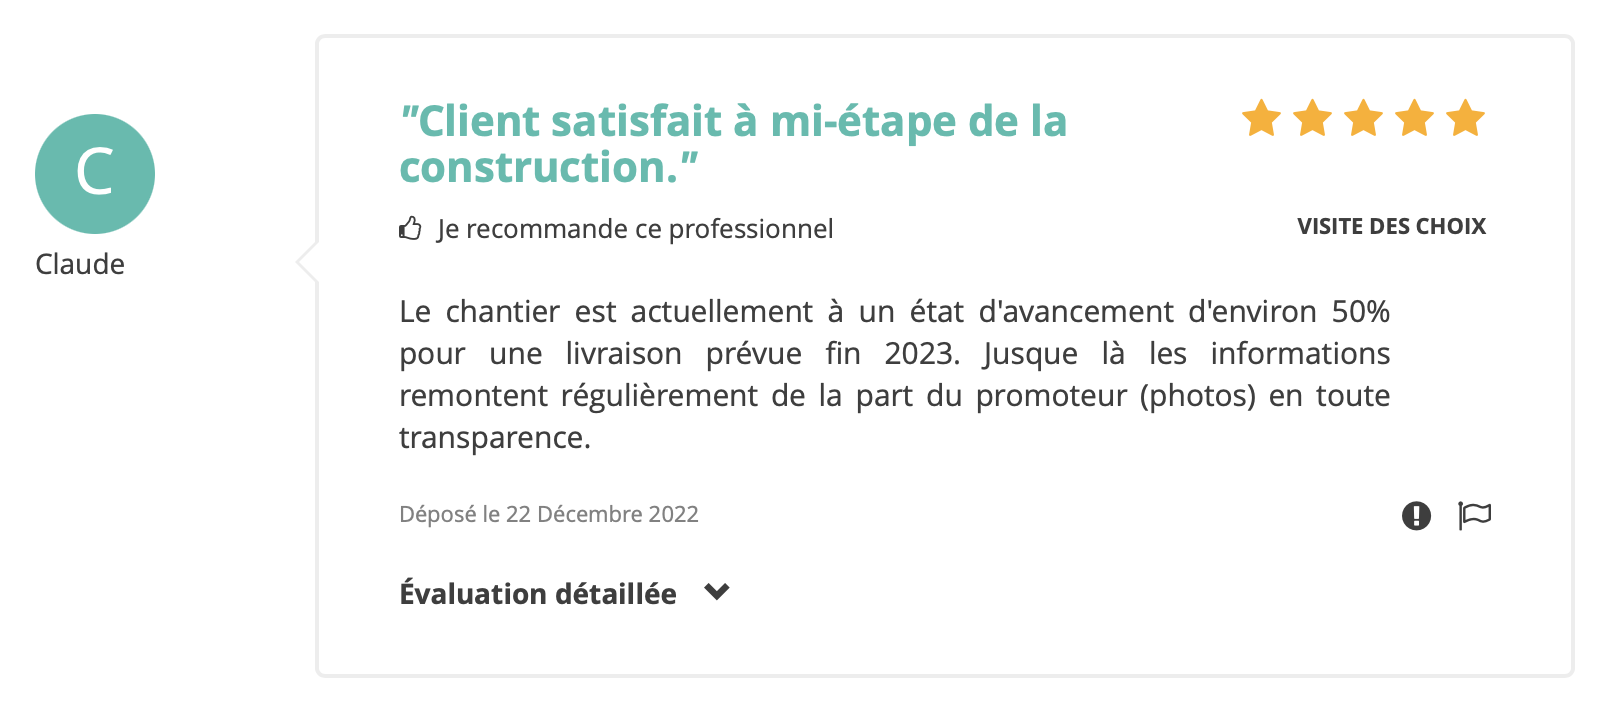 C
Claude
"Client satisfait à mi-étape de la
construction."
Je recommande ce professionnel
VISITE DES CHOIX
Le chantier est actuellement à un état d'avancement d'environ 50%
pour une livraison prévue fin 2023. Jusque là les informations
remontent régulièrement de la part du promoteur (photos) en toute
transparence.
Déposé le 22 Décembre 2022
Évaluation détaillée